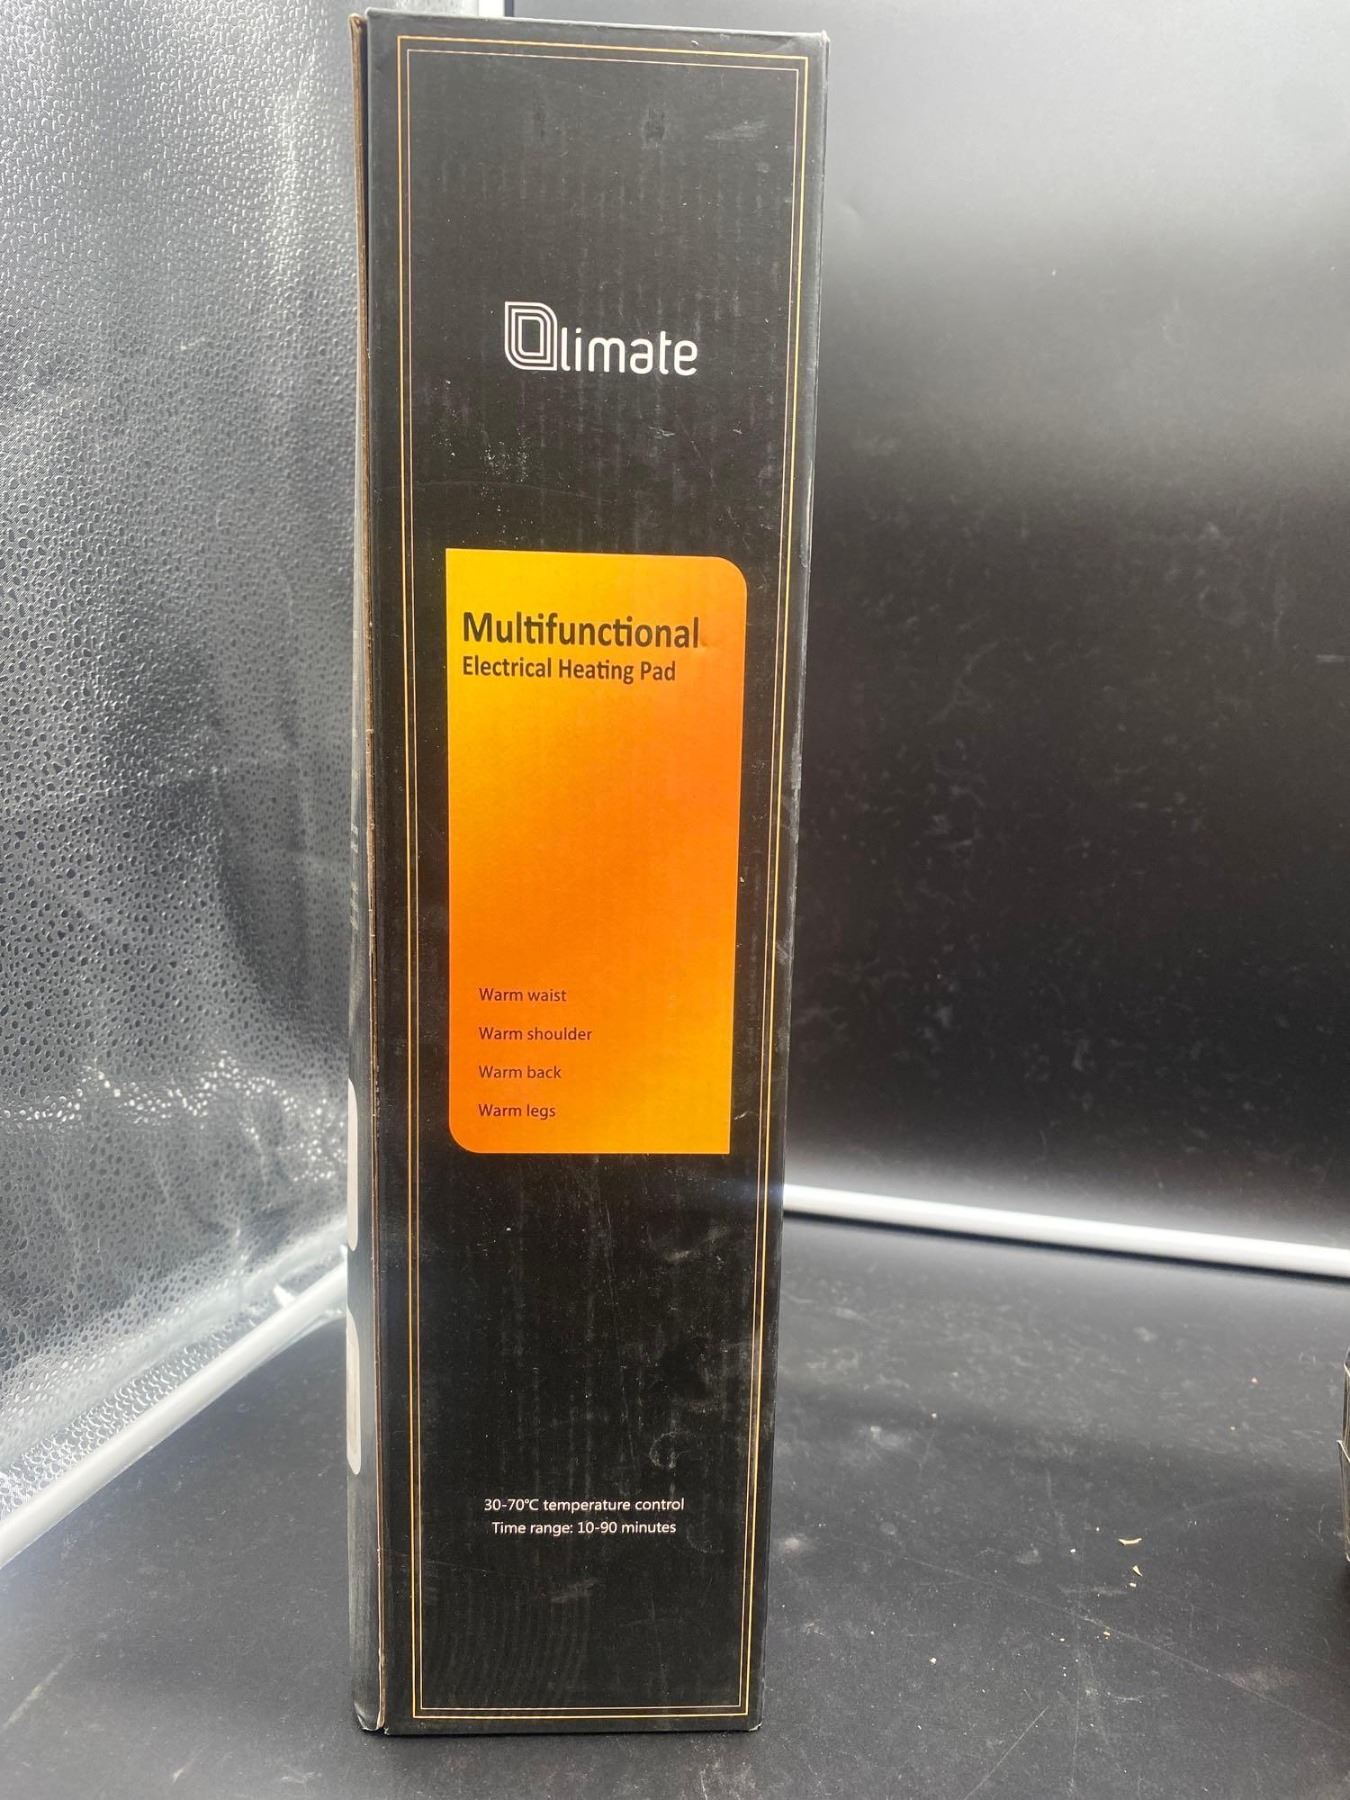 Olimate
Multifunctional
Electrical Heating Pad
Warm waist
Warm shoulder
Warm back
Warm legs
30-70℃ temperature control
Time range: 10-90 minutes